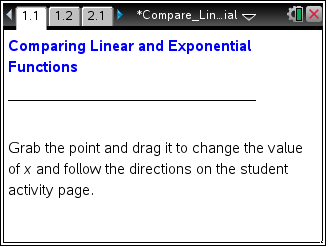 1.1 1.2 2.1 *Compare_Lin...ial
Comparing Linear and Exponential
Functions
Grab the point and drag it to change the value
of x and follow the directions on the student
activity page.